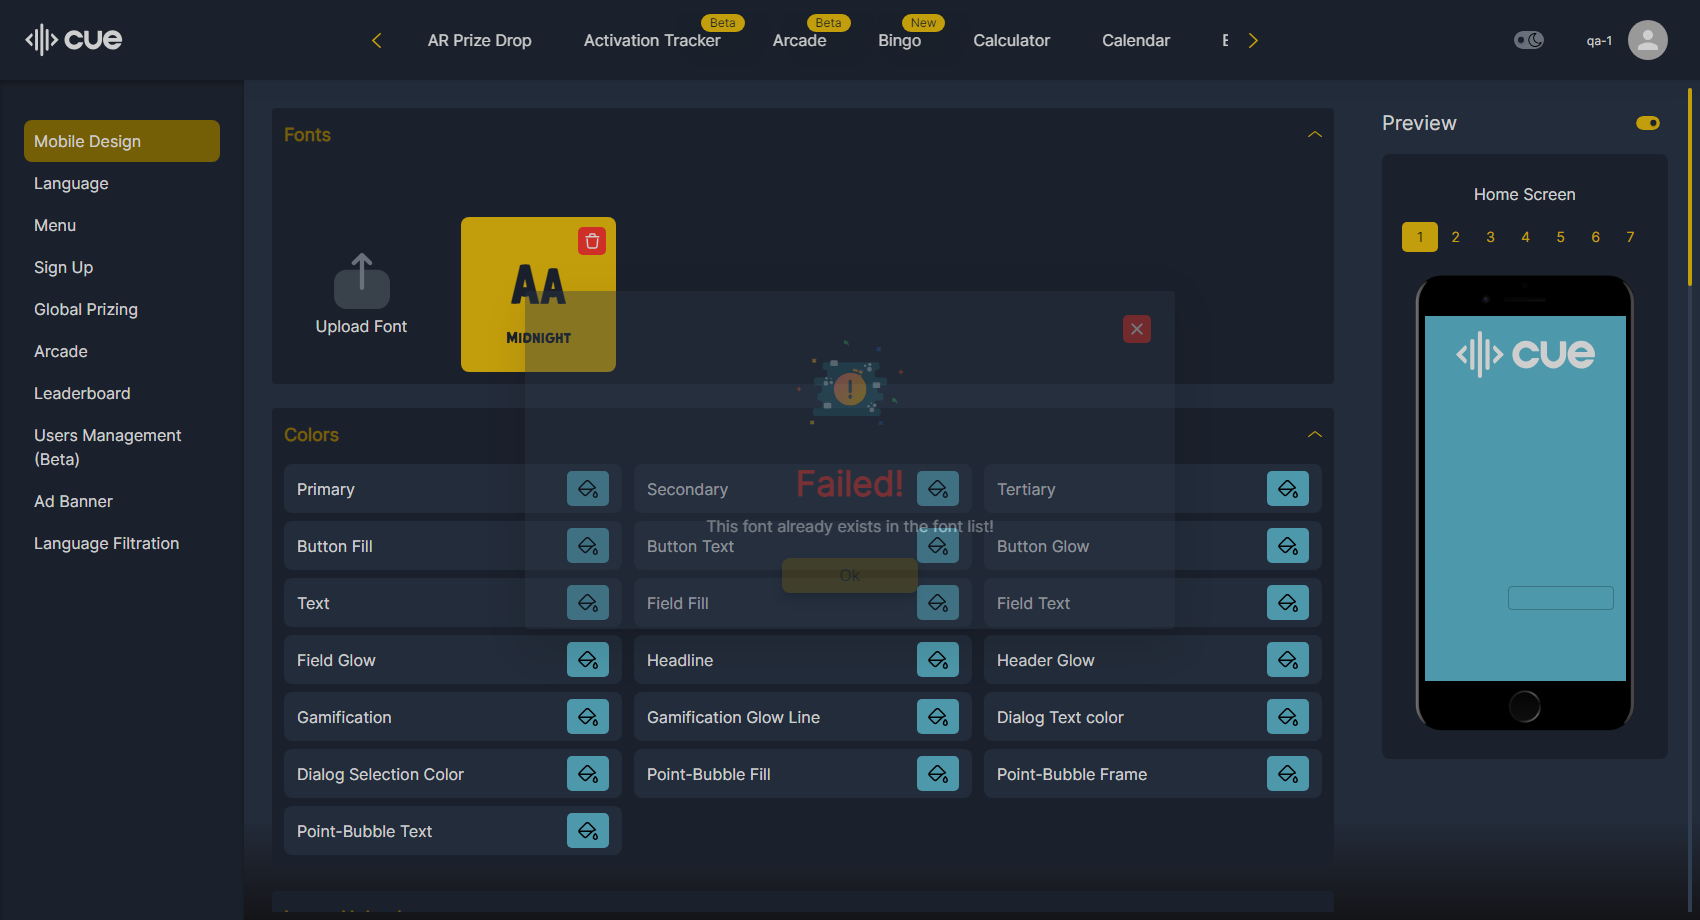 cue
AR Prize Drop
Activation Tracker
Beta
Arcade
Beta
Bingo
New
Calculator
Calendar
qa-1
Mobile Design
Language
Menu
Sign Up
Global Prizing
Arcade
Leaderboard
Users Management
(Beta)
Ad Banner
Language Filtration
Fonts
Upload Font
AA
MIDNIGHT
Failed!
This font already exists in the font list!
Ok
Colors
Primary
Secondary
Tertiary
Button Fill
Button Text
Button Glow
Text
Field Fill
Field Text
Field Glow
Headline
Header Glow
Gamification
Gamification Glow Line
Dialog Text color
Dialog Selection Color
Point-Bubble Fill
Point-Bubble Frame
Point-Bubble Text
Preview
Home Screen
1 2 3 4 5 6 7
cue